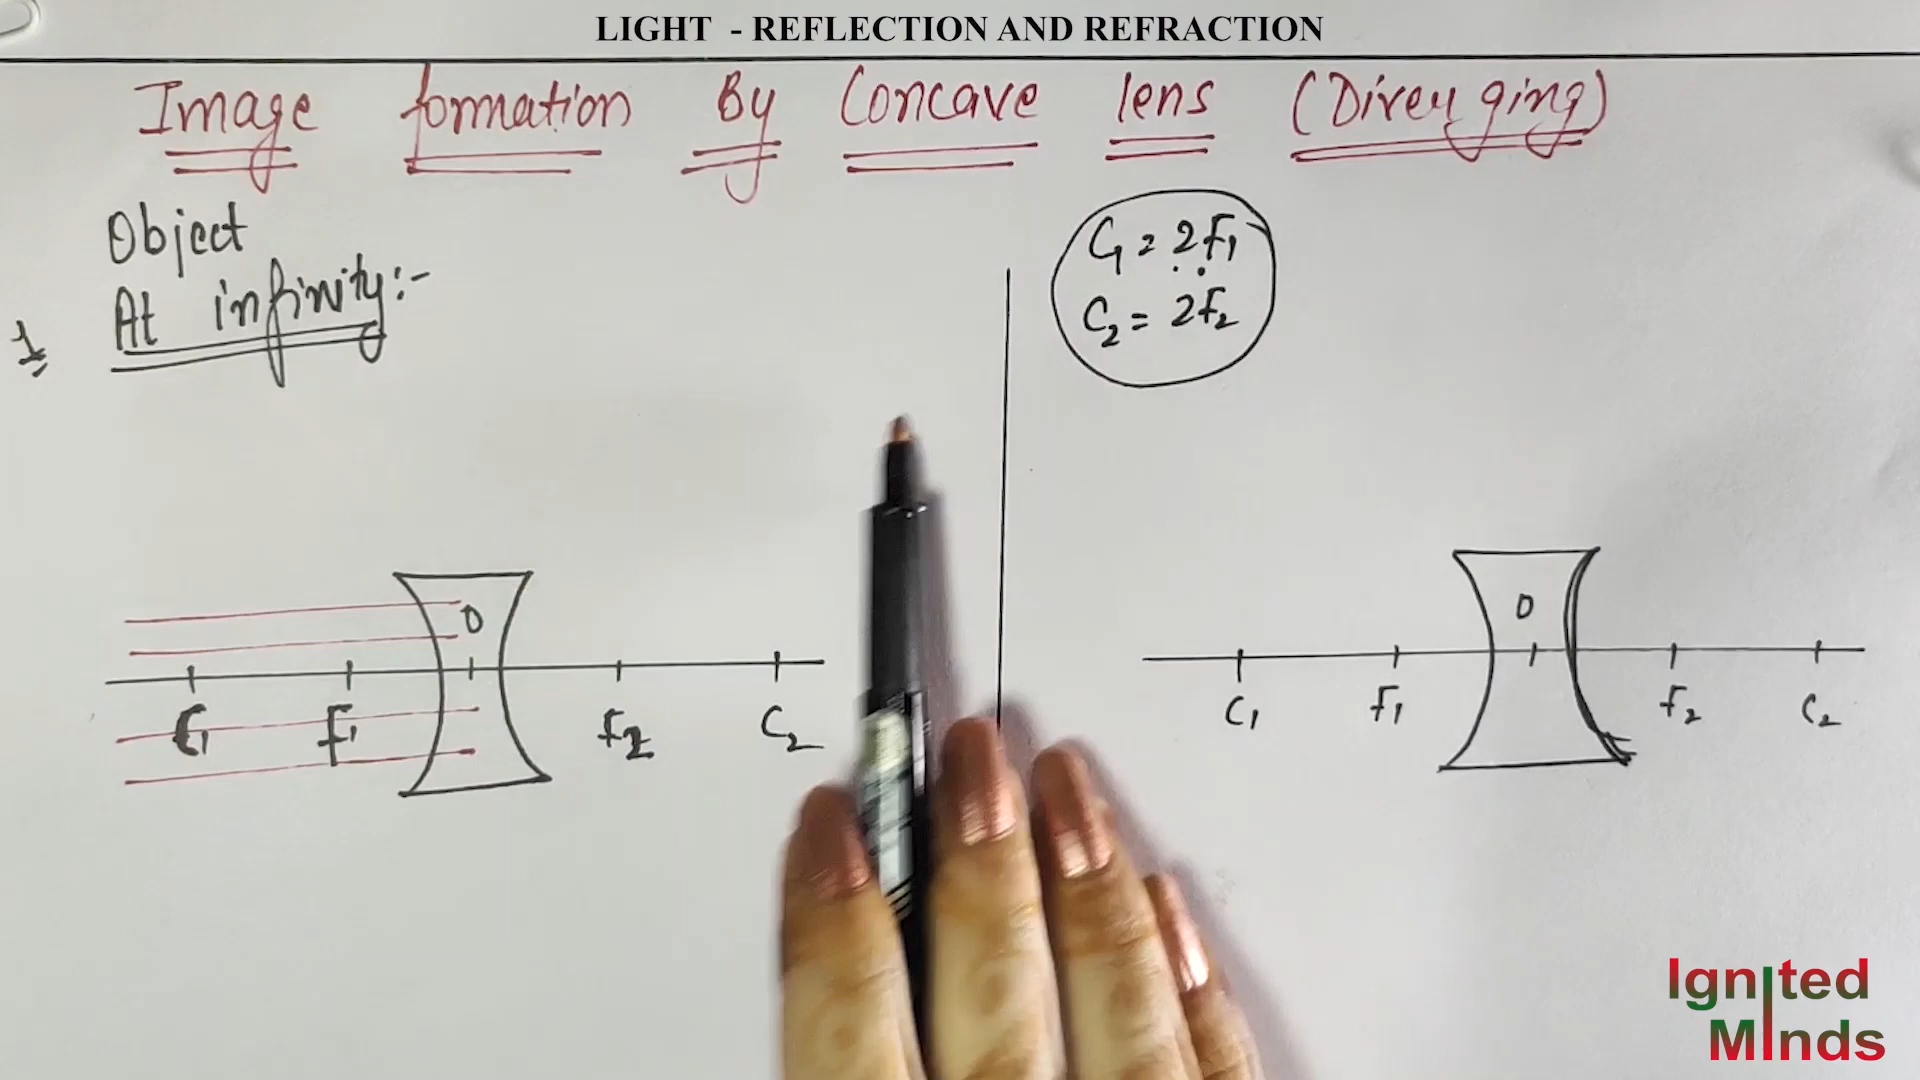 LIGHT - REFLECTION AND REFRACTION
Image formation By Concave lens (Diverging)
Object
1 At infinity:-
C1 = 2F1
C2 = 2F2
O
C1 F1 F2 C2
O
C1 F1 F2 C2
Ignited
Minds